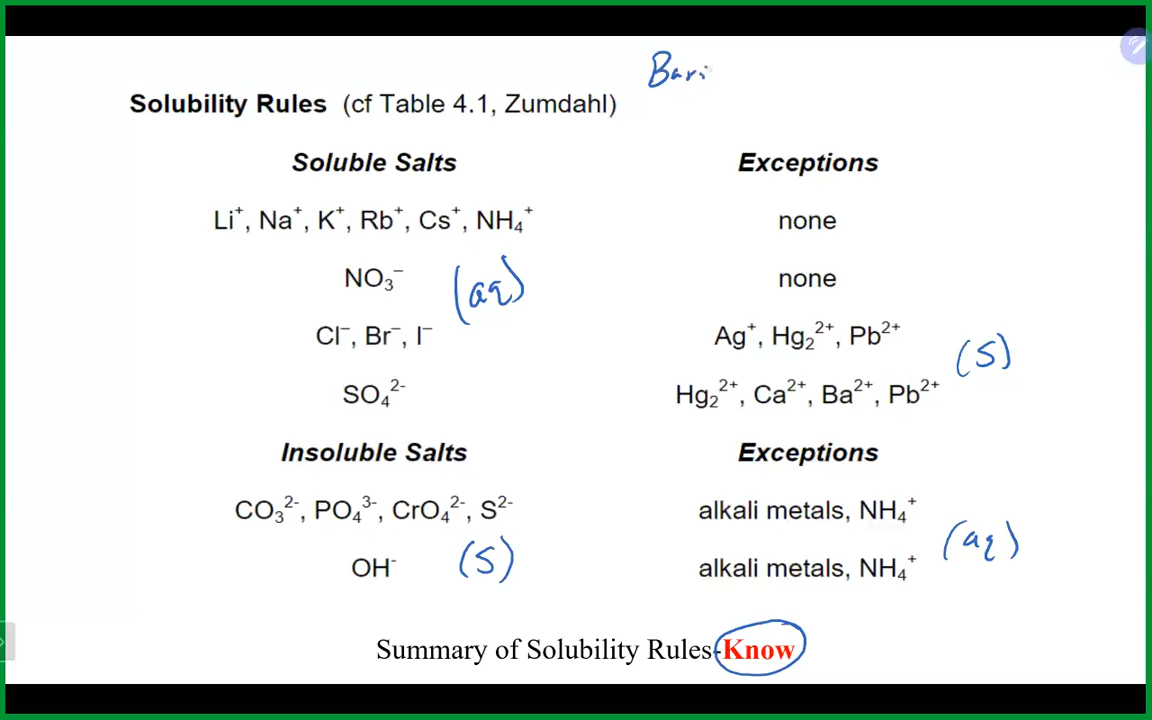 Bari
Solubility Rules (cf Table 4.1, Zumdahl)
Soluble Salts Exceptions
Li⁺, Na⁺, K⁺, Rb⁺, Cs⁺, NH₄⁺ none
NO₃⁻ (aq) none
Cl⁻, Br⁻, I⁻ Ag⁺, Hg₂²⁺, Pb²⁺ (s)
SO₄²⁻ Hg₂²⁺, Ca²⁺, Ba²⁺, Pb²⁺
Insoluble Salts Exceptions
CO₃²⁻, PO₄³⁻, CrO₄²⁻, S²⁻ alkali metals, NH₄⁺ (aq)
OH⁻ (s) alkali metals, NH₄⁺
Summary of Solubility Rules-Know